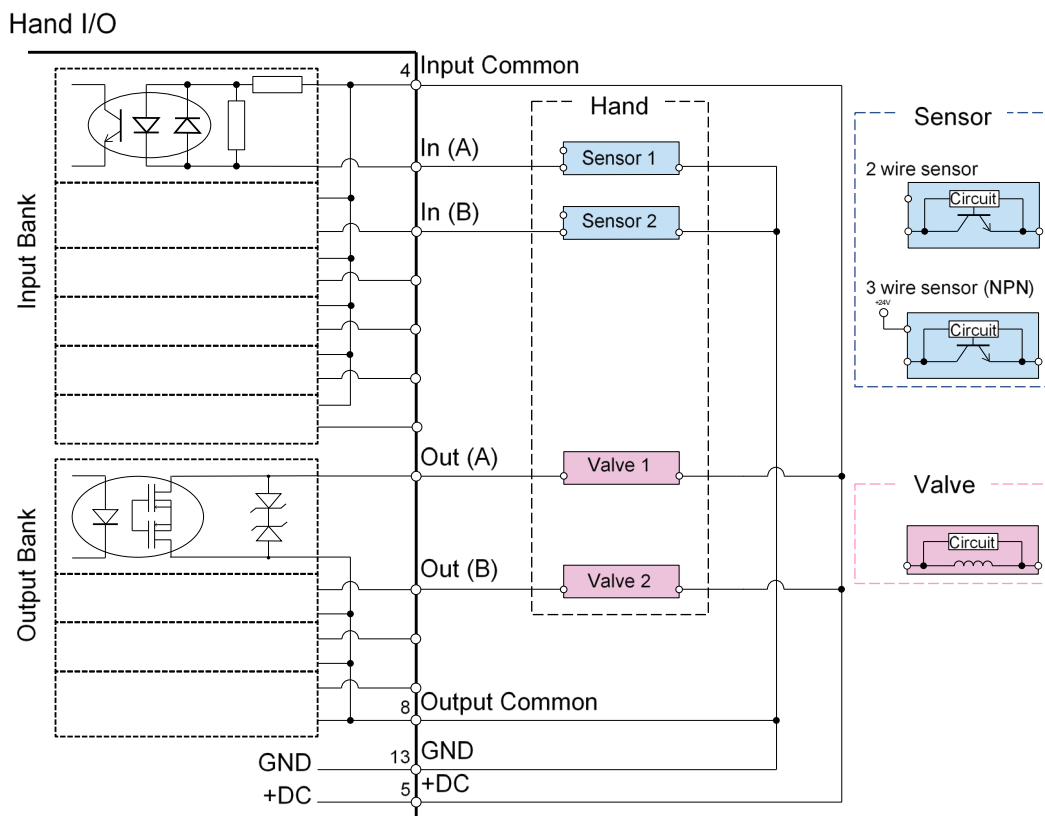 Hand I/O
4 Input Common
Hand
Sensor
In (A)
Sensor 1
2 wire sensor
Circuit
In (B)
Sensor 2
Input Bank
3 wire sensor (NPN)
+24V
Circuit
Out (A)
Valve 1
Valve
Circuit
Output Bank
Out (B)
Valve 2
8 Output Common
GND 13 GND
+DC 5 +DC